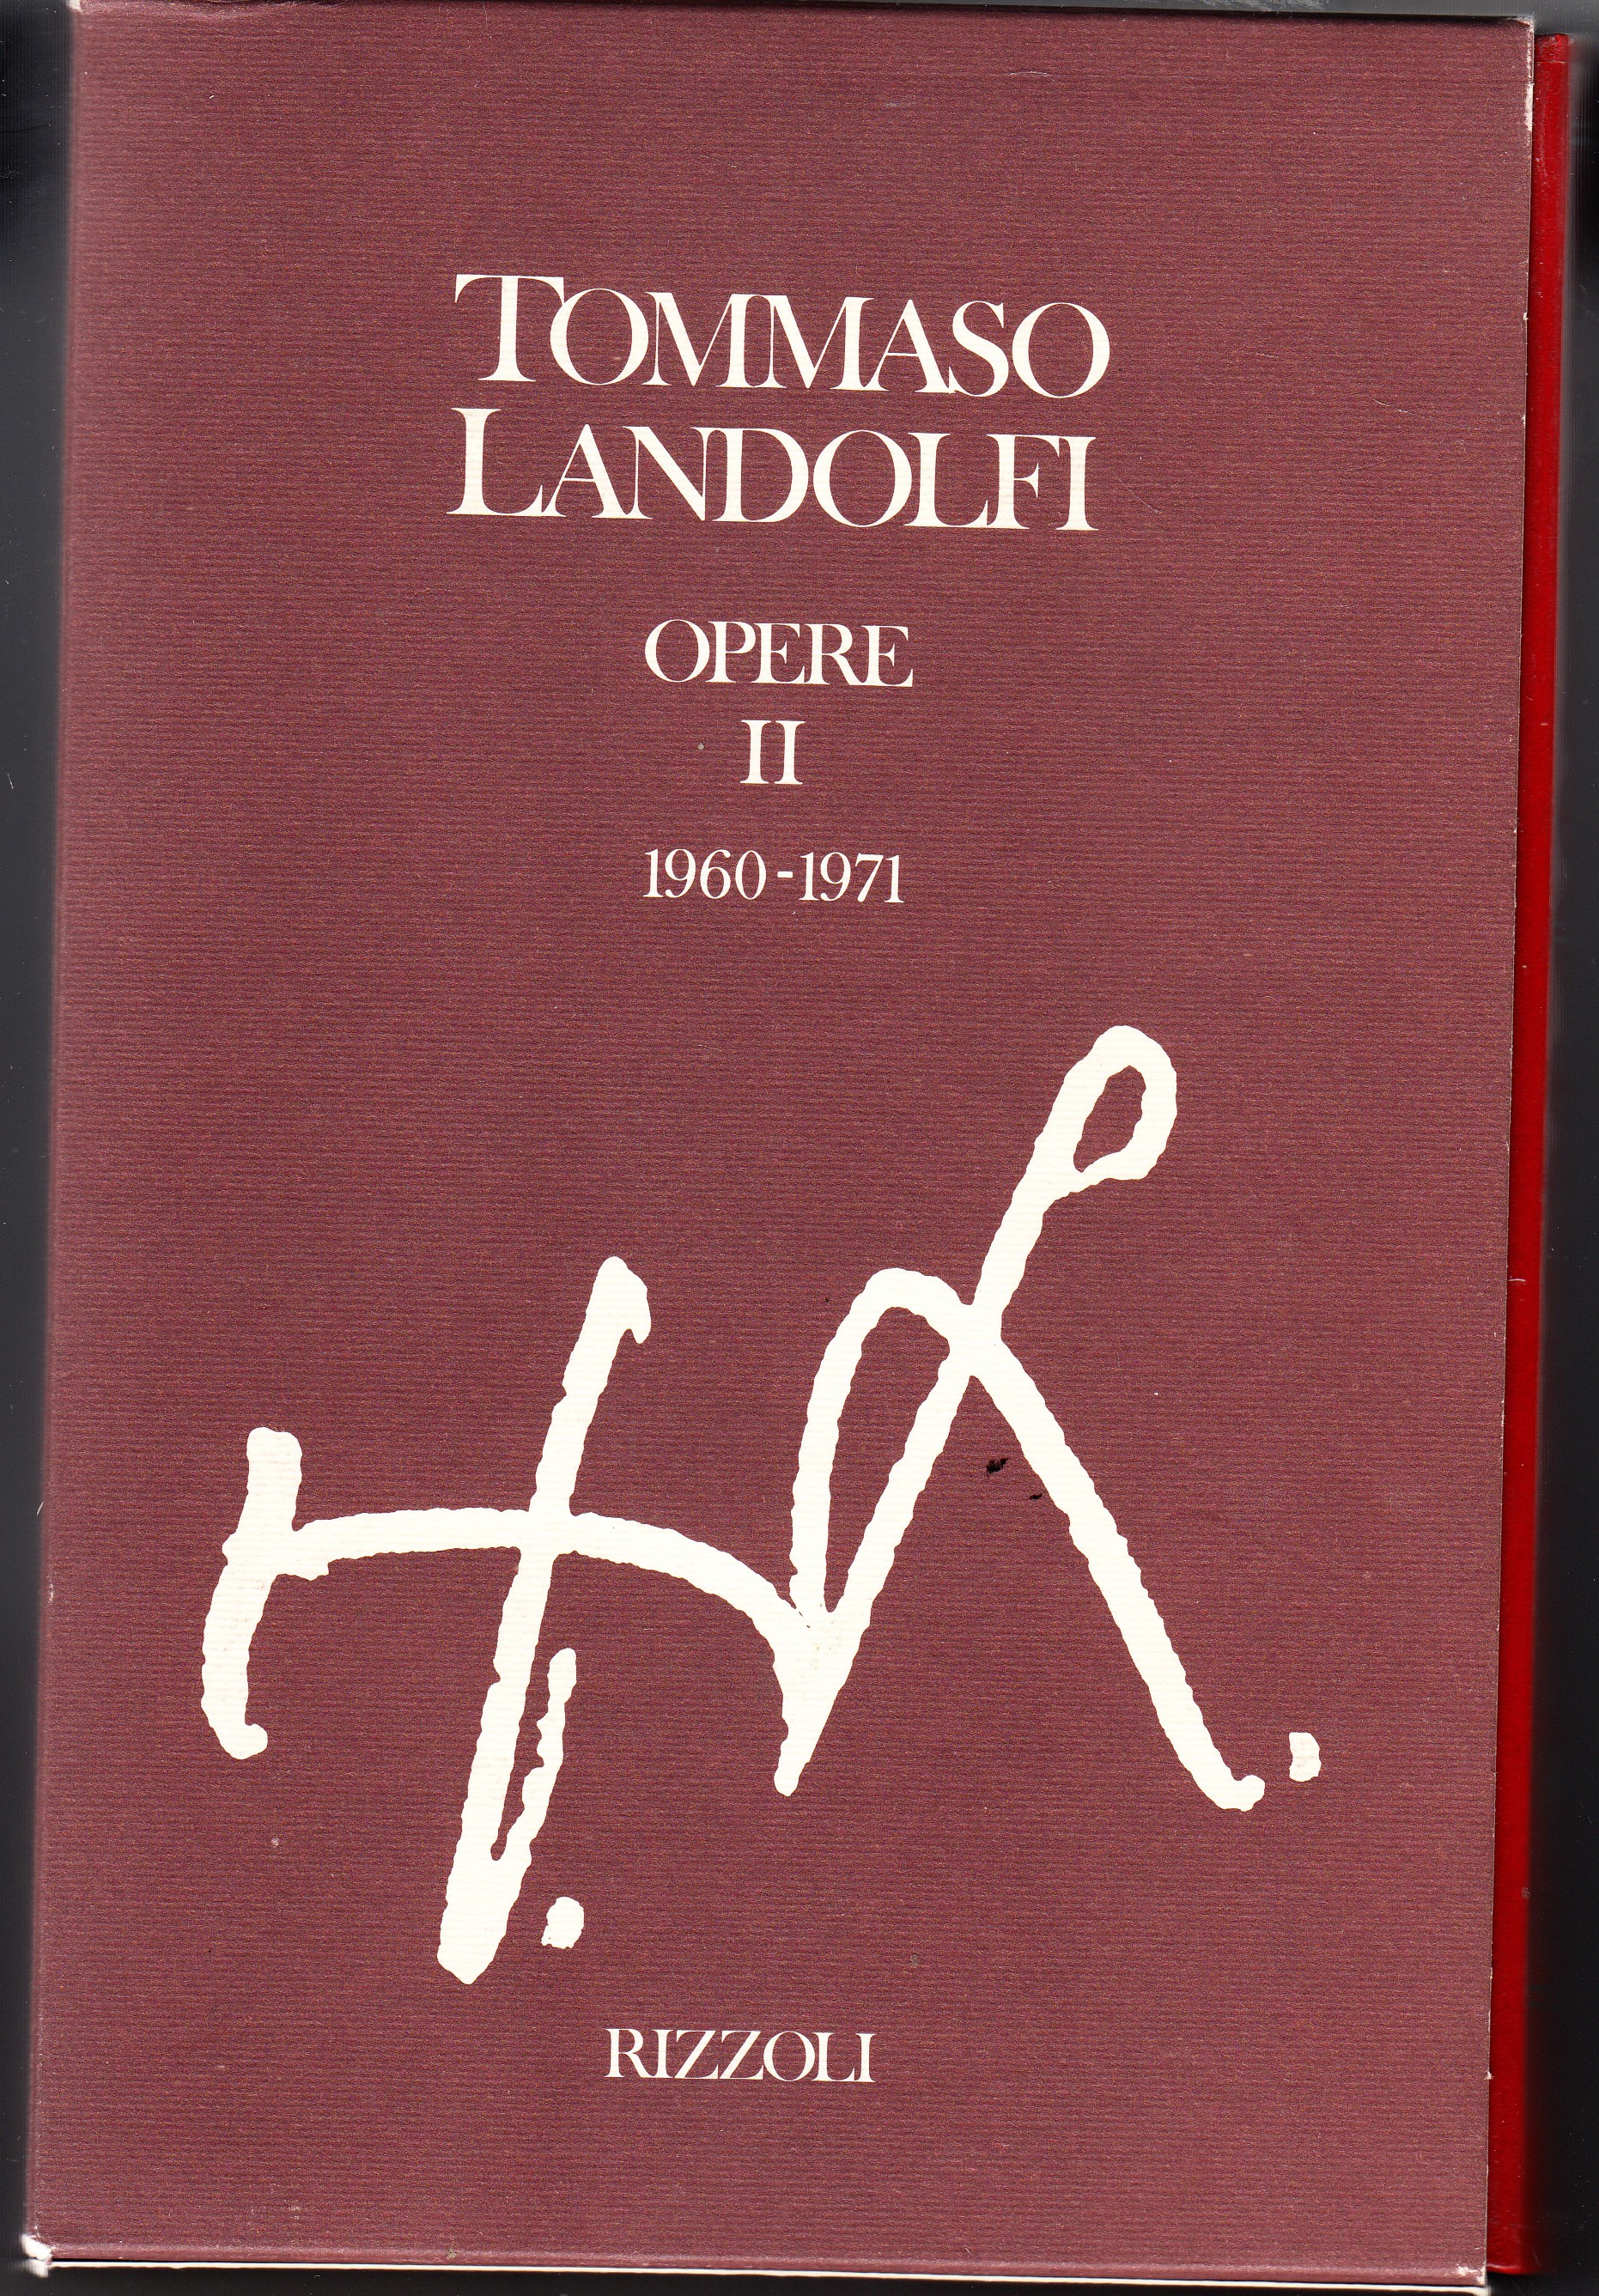 TOMMASO
LANDOLFI
OPERE
II
1960-1971
T. L.
RIZZOLI